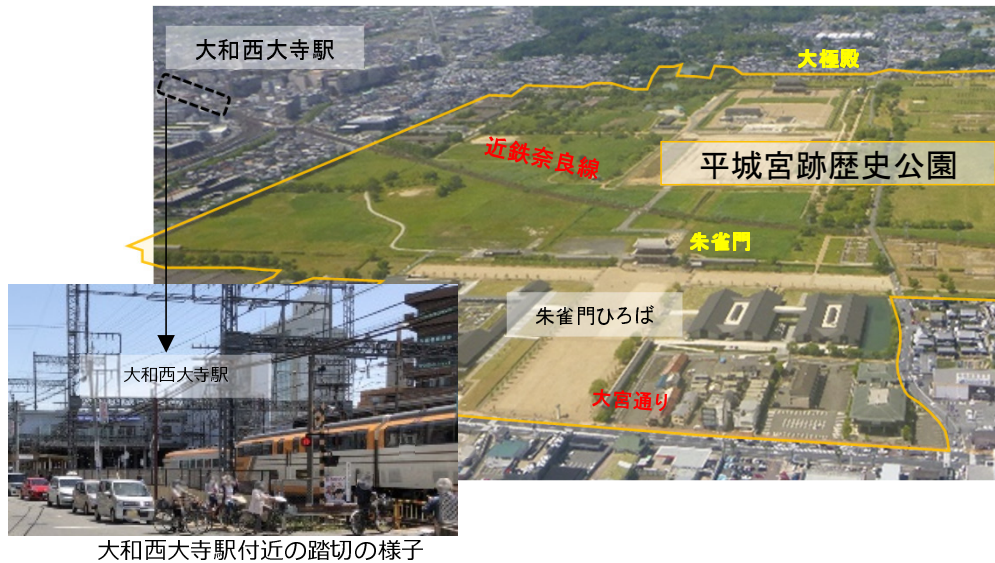 大和西大寺駅
大極殿
近鉄奈良線
平城宮跡歴史公園
朱雀門
朱雀門ひろば
大和西大寺駅
大宮通り
大和西大寺駅付近の踏切の様子